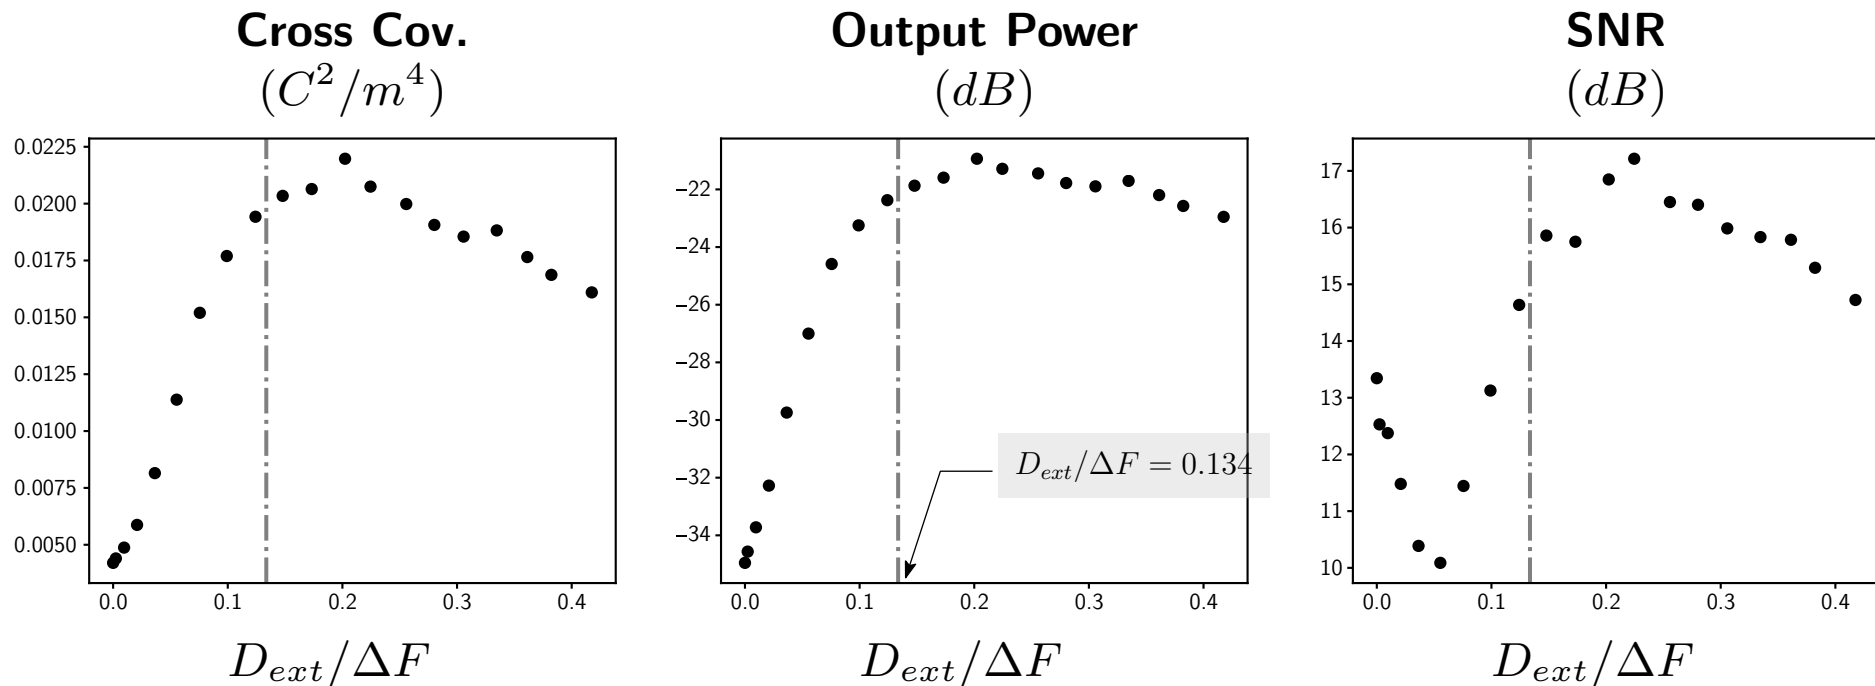 Cross Cov.
(C²/m⁴)
0.0225
0.0200
0.0175
0.0150
0.0125
0.0100
0.0075
0.0050
0.0 0.1 0.2 0.3 0.4
D_ext/ΔF
Output Power
(dB)
−22
−24
−26
−28
−30
−32
−34
D_ext/ΔF = 0.134
0.0 0.1 0.2 0.3 0.4
D_ext/ΔF
SNR
(dB)
17
16
15
14
13
12
11
10
0.0 0.1 0.2 0.3 0.4
D_ext/ΔF